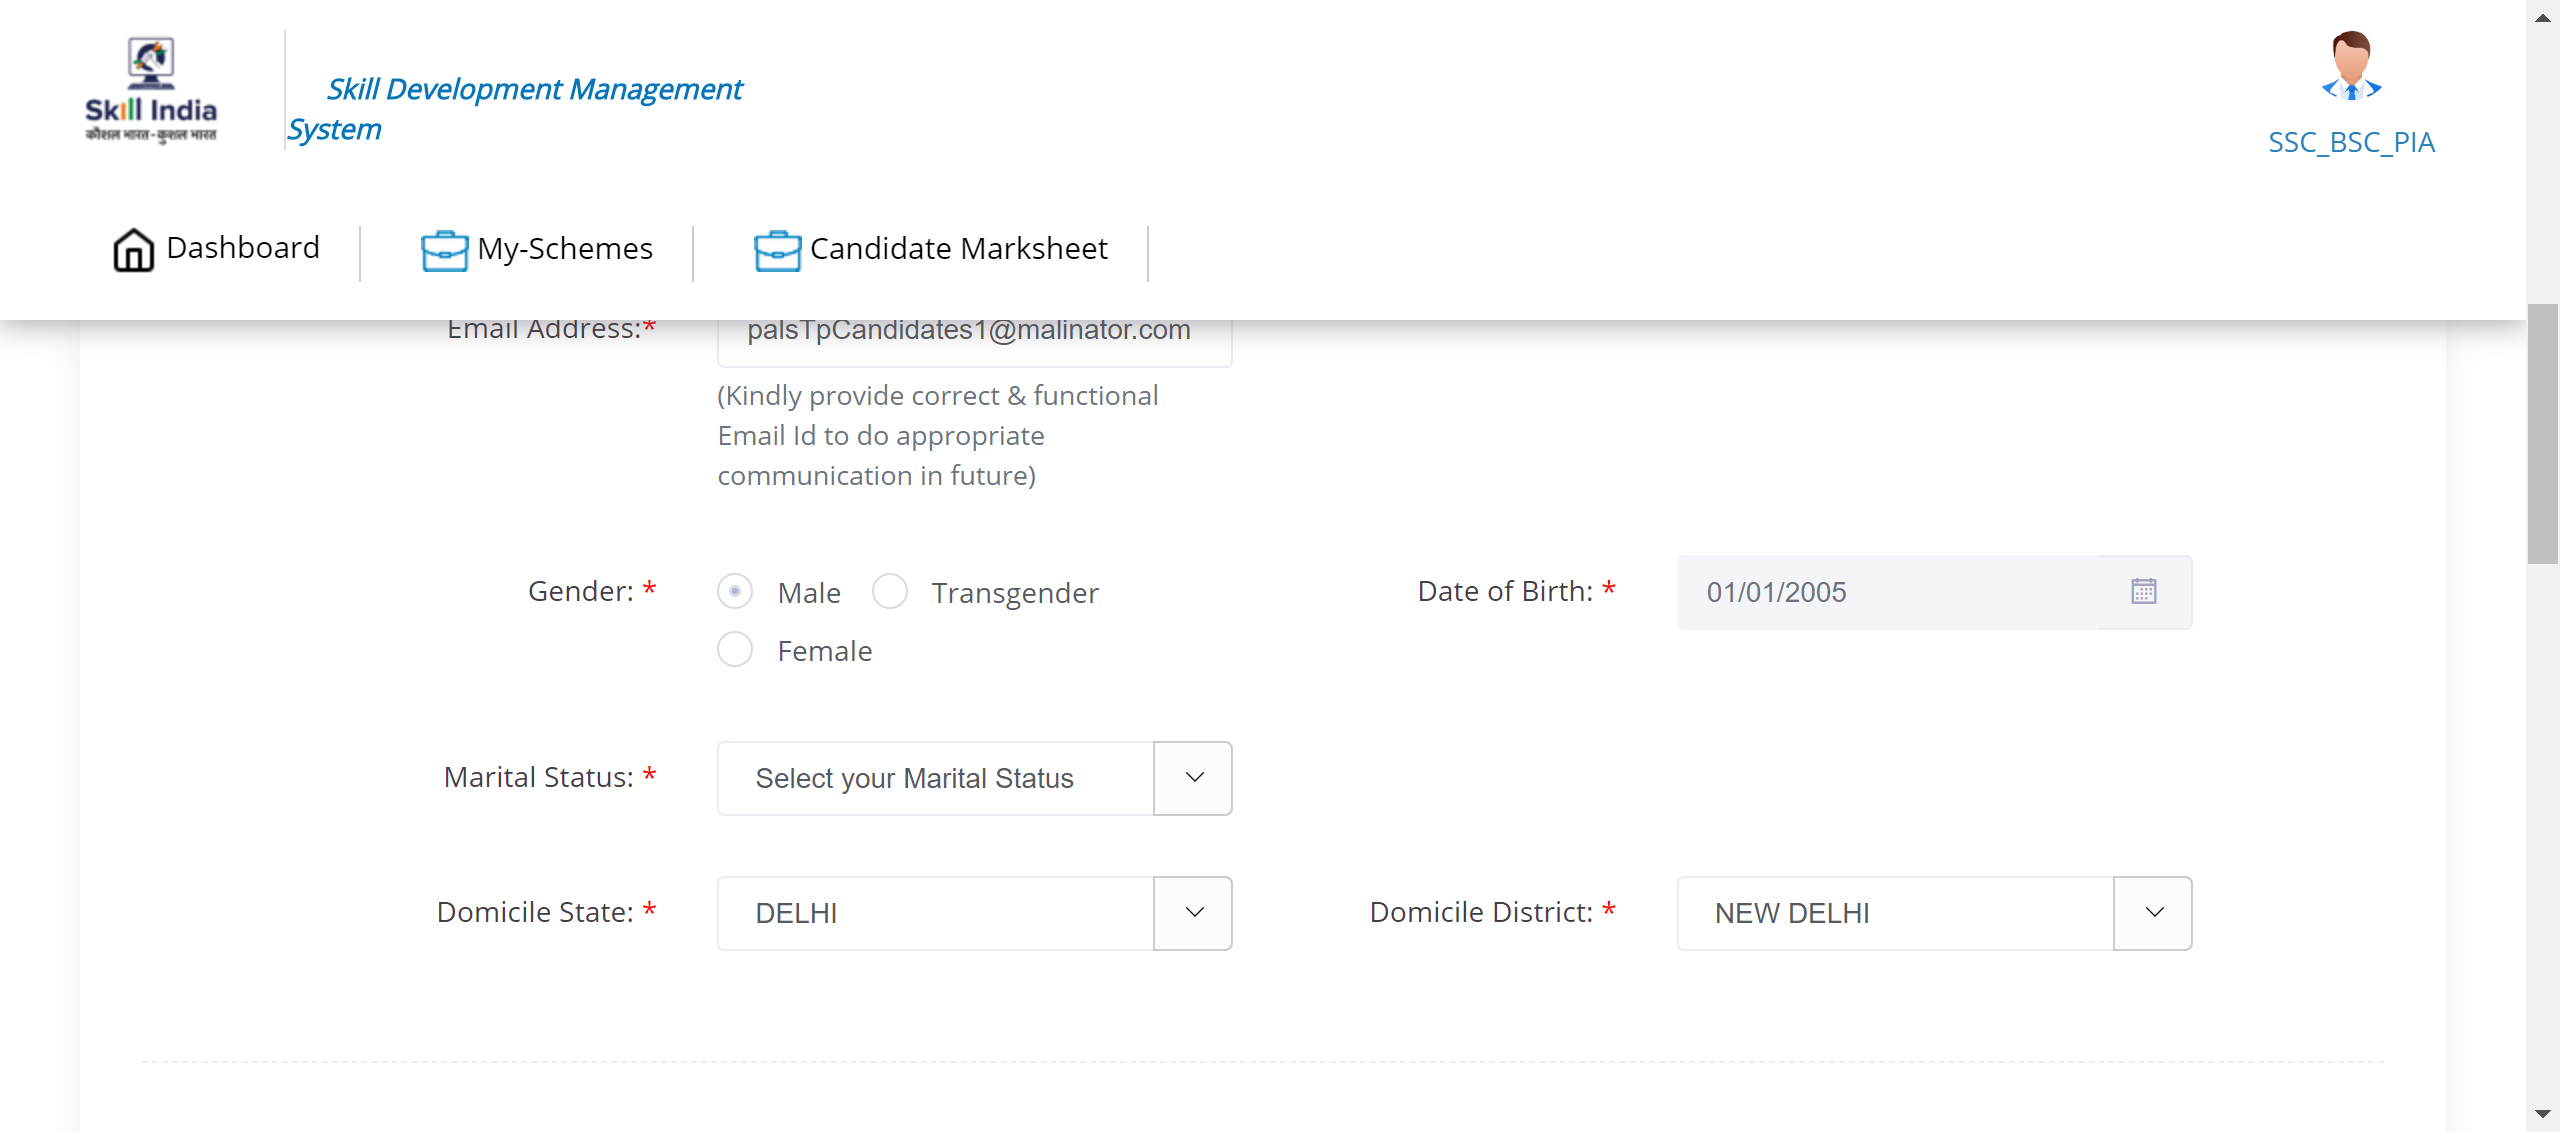 Skill India
कौशल भारत-कुशल भारत
Skill Development Management
System
SSC_BSC_PIA
Dashboard
My-Schemes
Candidate Marksheet
Email Address:*
palsTpCandidates1@malinator.com
(Kindly provide correct & functional
Email Id to do appropriate
communication in future)
Gender: *
Male
Transgender
Female
Date of Birth: *
01/01/2005
Marital Status: *
Select your Marital Status
Domicile State: *
DELHI
Domicile District: *
NEW DELHI